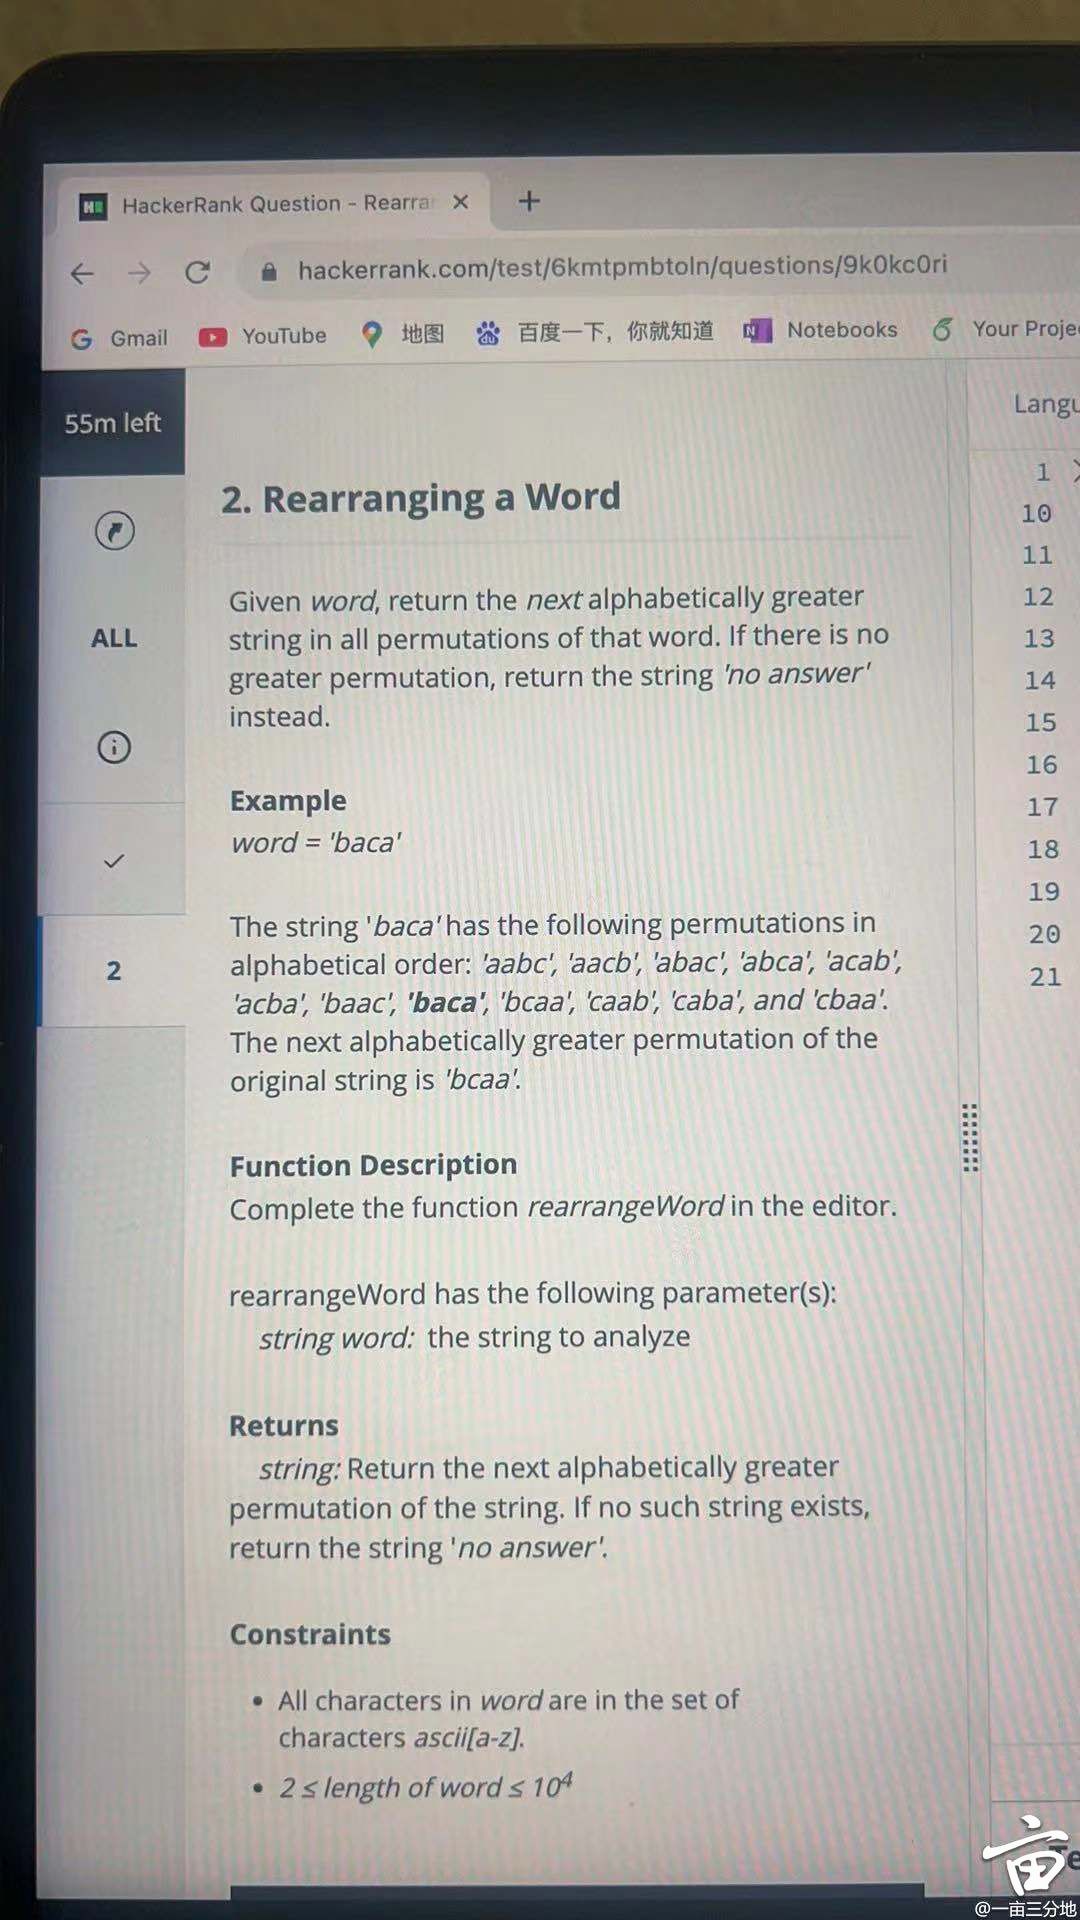 HackerRank Question - Rearra
hackerrank.com/test/6kmtpmbtoln/questions/9k0kc0ri
Gmail YouTube 地图 百度一下，你就知道 Notebooks Your Proje
55m left
Langu
ALL
2
2. Rearranging a Word
Given word, return the next alphabetically greater
string in all permutations of that word. If there is no
greater permutation, return the string 'no answer'
instead.
Example
word = 'baca'
The string 'baca' has the following permutations in
alphabetical order: 'aabc', 'aacb', 'abac', 'abca', 'acab',
'acba', 'baac', 'baca', 'bcaa', 'caab', 'caba', and 'cbaa'.
The next alphabetically greater permutation of the
original string is 'bcaa'.
Function Description
Complete the function rearrangeWord in the editor.
rearrangeWord has the following parameter(s):
string word: the string to analyze
Returns
string: Return the next alphabetically greater
permutation of the string. If no such string exists,
return the string 'no answer'.
Constraints
• All characters in word are in the set of
characters ascii[a-z].
• 2 ≤ length of word ≤ 10⁴
1
10
11
12
13
14
15
16
17
18
19
20
21
Te
亩
@一亩三分地